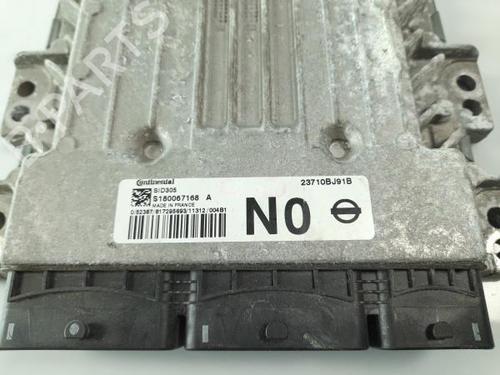 Continental
SID305
S180067168 A
MADE IN FRANCE
23710BJ91B
N0